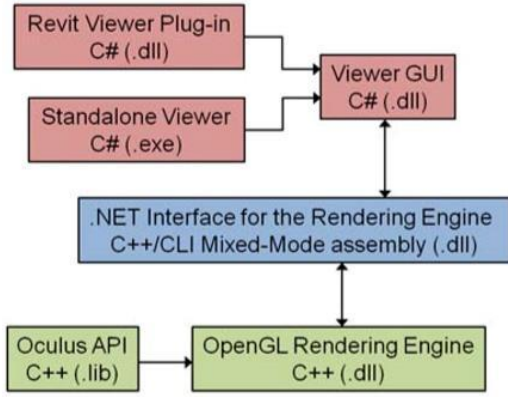 Revit Viewer Plug-in
C# (.dll)
Viewer GUI
C# (.dll)
Standalone Viewer
C# (.exe)
.NET Interface for the Rendering Engine
C++/CLI Mixed-Mode assembly (.dll)
Oculus API
C++ (.lib)
OpenGL Rendering Engine
C++ (.dll)